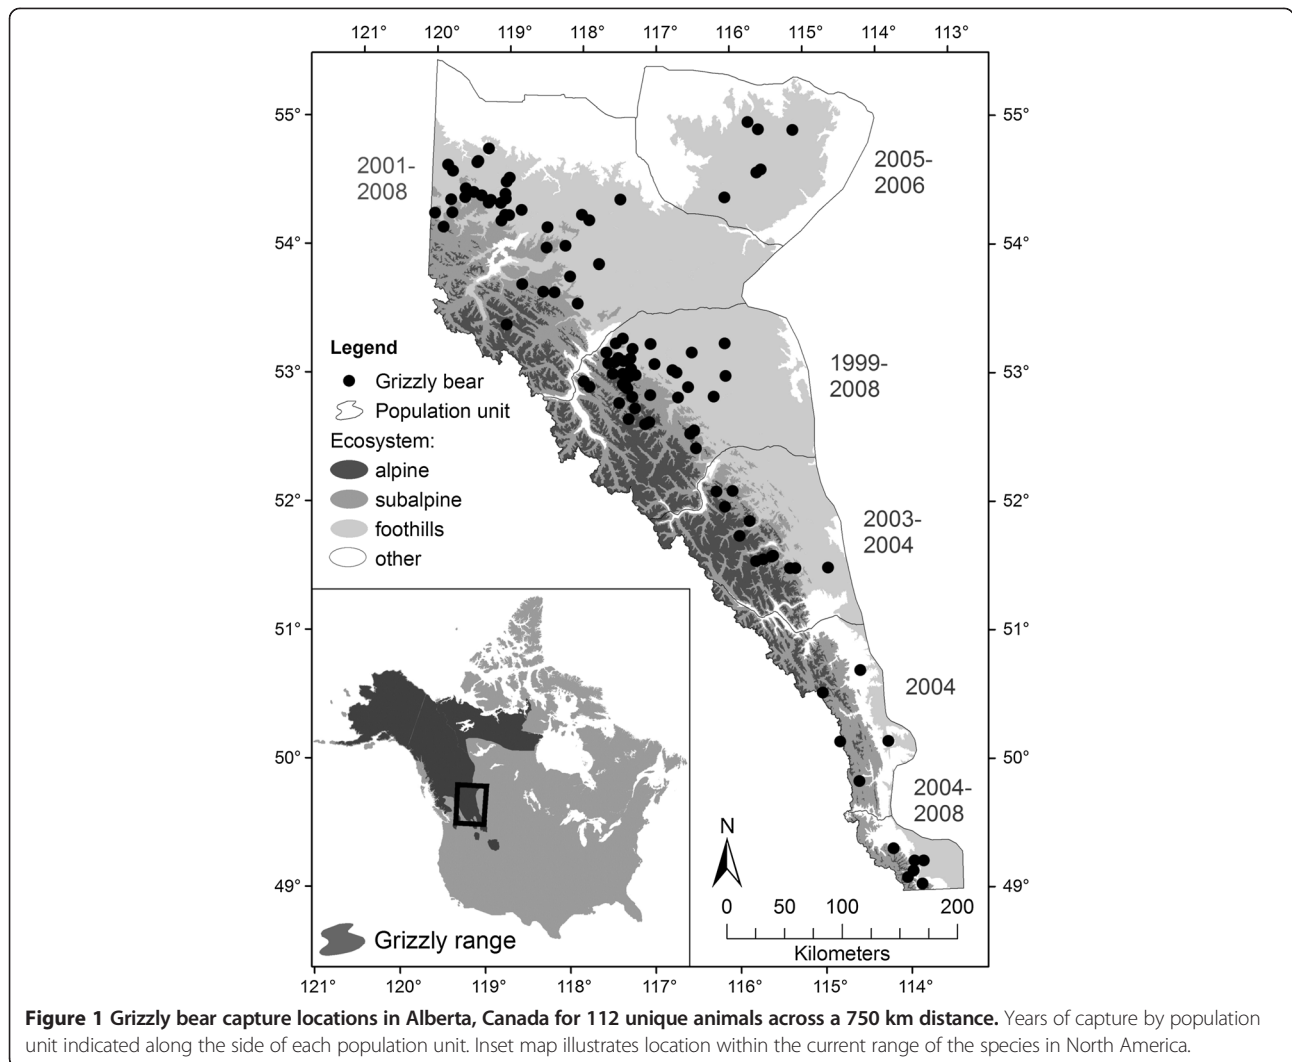 121° 120° 119° 118° 117° 116° 115° 114° 113°
55° 55°
2001-
2008
2005-
2006
54° 54°
Legend
Grizzly bear
Population unit
Ecosystem:
alpine
subalpine
foothills
other
53° 53°
1999-
2008
52° 52°
2003-
2004
51° 51°
2004
50° 50°
2004-
2008
49° 49°
N
0 50 100 200
Kilometers
Grizzly range
121° 120° 119° 118° 117° 116° 115° 114°
Figure 1 Grizzly bear capture locations in Alberta, Canada for 112 unique animals across a 750 km distance. Years of capture by population
unit indicated along the side of each population unit. Inset map illustrates location within the current range of the species in North America.